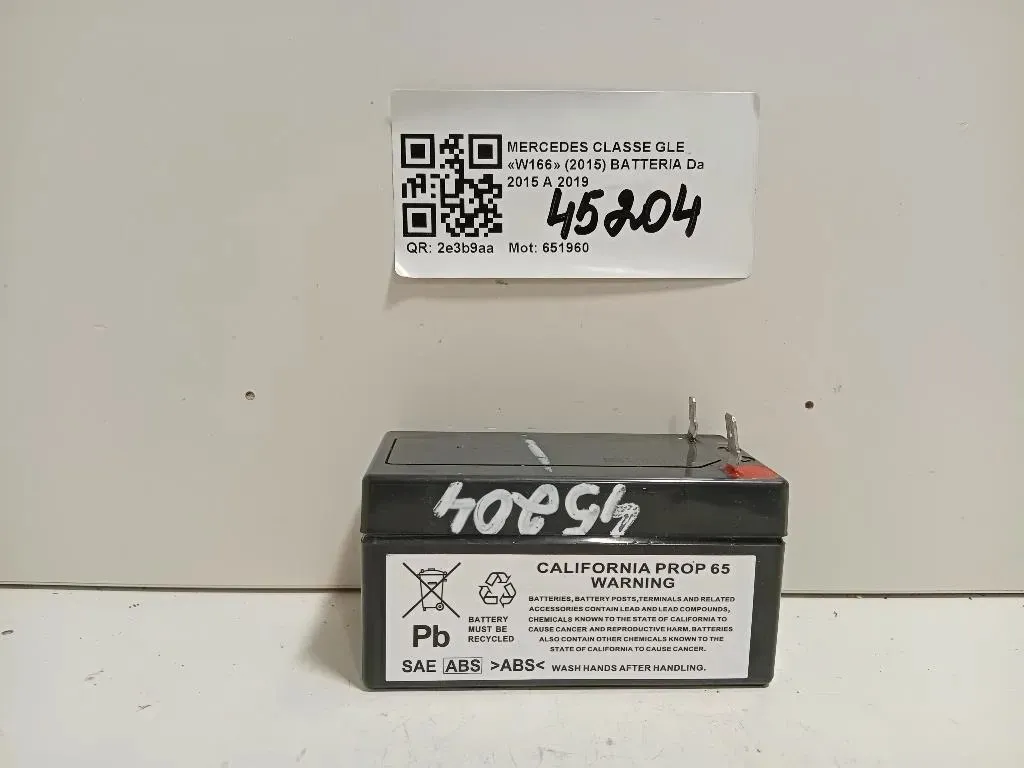 MERCEDES CLASSE GLE
«W166» (2015) BATTERIA Da
2015 A 2019
45204
QR: 2e3b9aa Mot: 651960
45204
CALIFORNIA PROP 65
WARNING
BATTERIES, BATTERY POSTS,TERMINALS AND RELATED
ACCESSORIES CONTAIN LEAD AND LEAD COMPOUNDS,
CHEMICALS KNOWN TO THE STATE OF CALIFORNIA TO
CAUSE CANCER AND REPRODUCTIVE HARM. BATTERIES
ALSO CONTAIN OTHER CHEMICALS KNOWN TO THE
STATE OF CALIFORNIA TO CAUSE CANCER.
WASH HANDS AFTER HANDLING.
BATTERY
MUST BE
RECYCLED
Pb
SAE ABS >ABS<